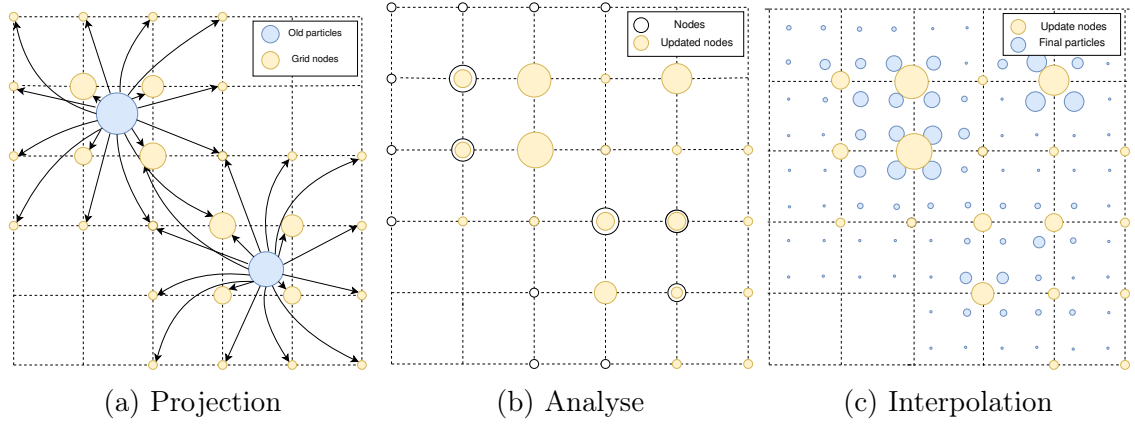 Old particles
Grid nodes
Nodes
Updated nodes
Update nodes
Final particles
(a) Projection
(b) Analyse
(c) Interpolation